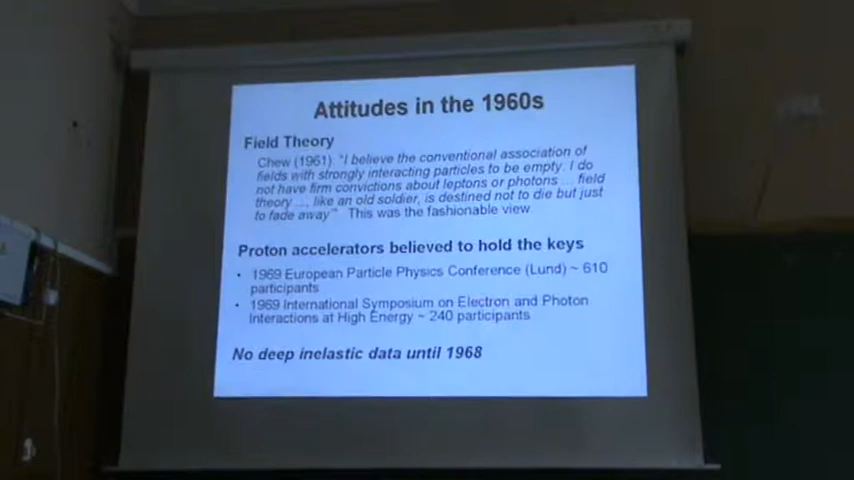 Attitudes in the 1960s
Field Theory
Chew (1961): "I believe the conventional association of
fields with strongly interacting particles to be empty. I do
not have firm convictions about leptons or photons ... field
theory ..., like an old soldier, is destined not to die but just
to fade away" This was the fashionable view.
Proton accelerators believed to hold the keys
• 1969 European Particle Physics Conference (Lund) ~ 610
participants
• 1969 International Symposium on Electron and Photon
Interactions at High Energy ~ 240 participants
No deep inelastic data until 1968